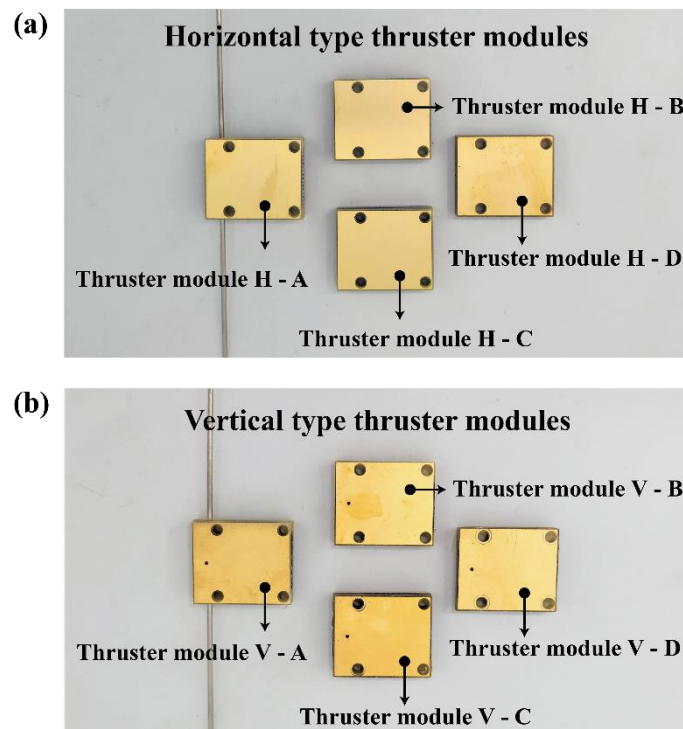 (a)
Horizontal type thruster modules
Thruster module H - B
Thruster module H - A
Thruster module H - D
Thruster module H - C
(b)
Vertical type thruster modules
Thruster module V - B
Thruster module V - A
Thruster module V - D
Thruster module V - C